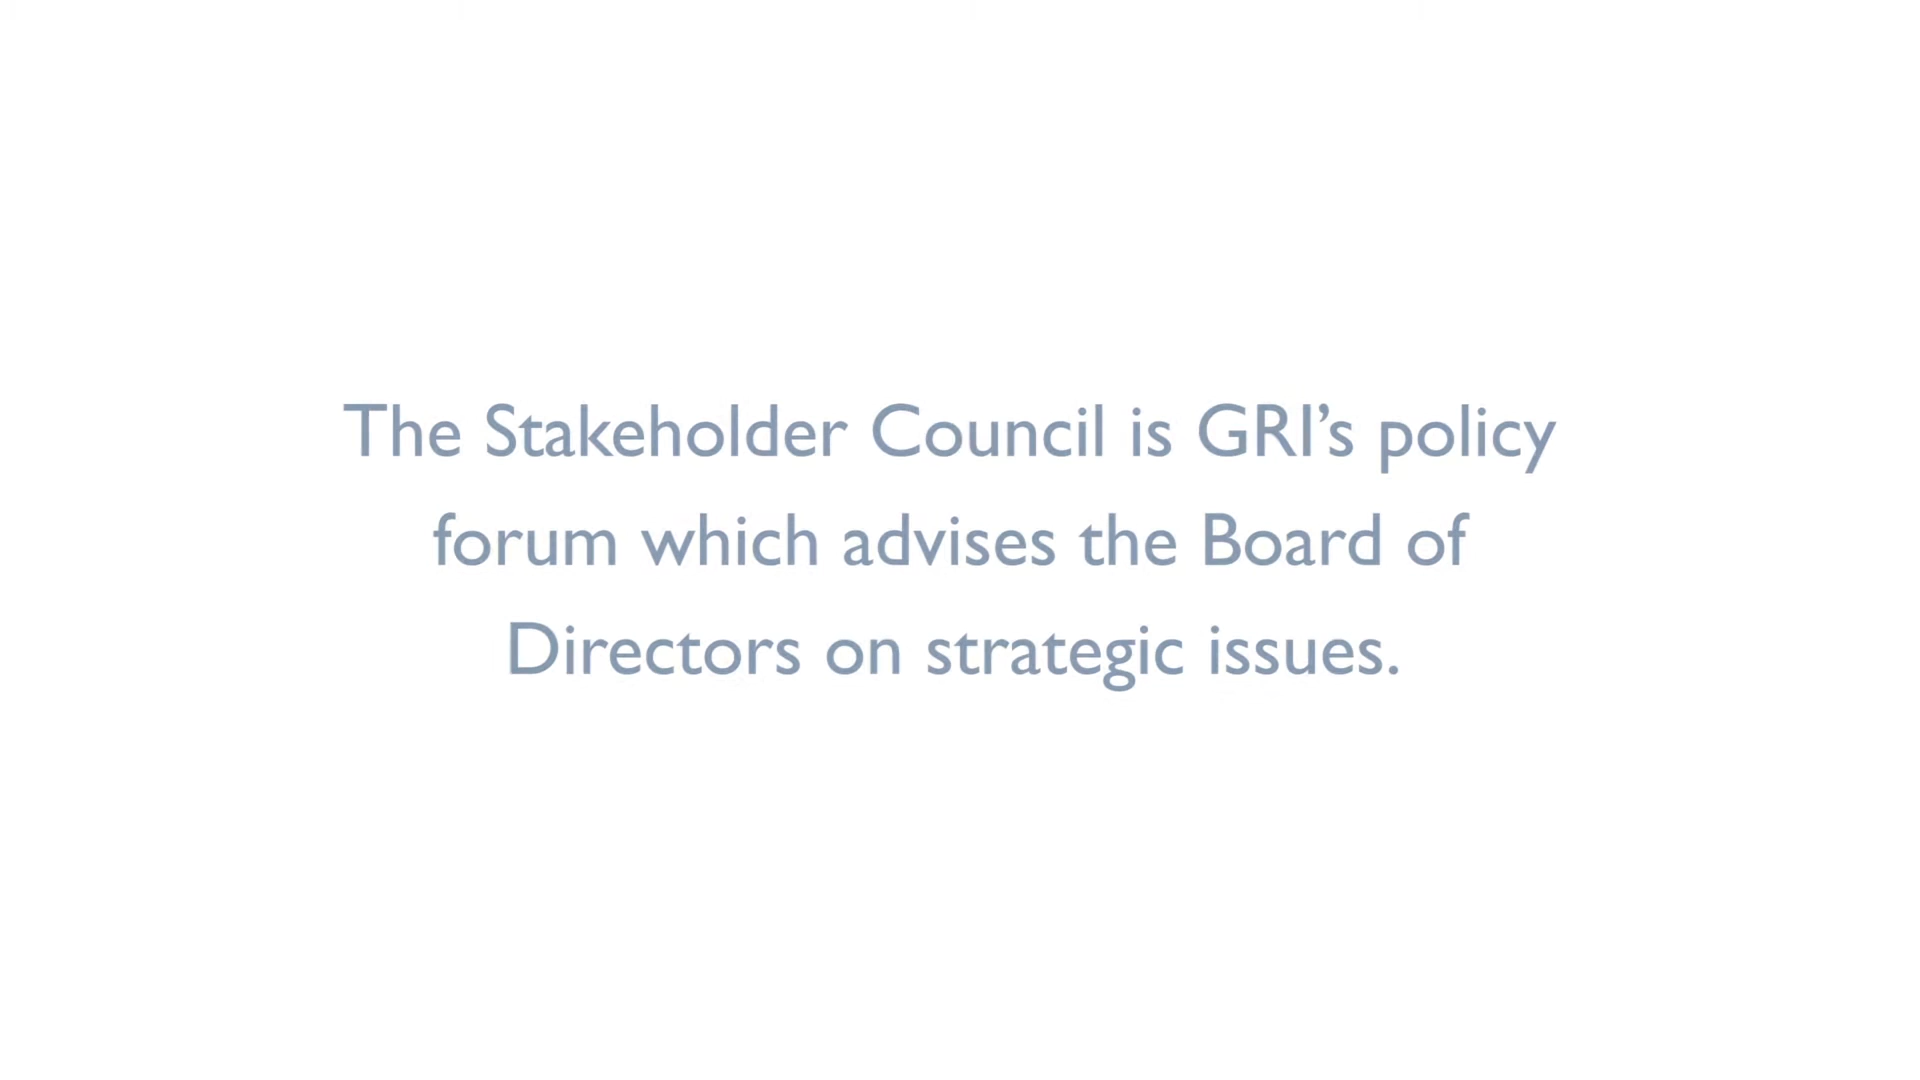 The Stakeholder Council is GRI’s policy
forum which advises the Board of
Directors on strategic issues.